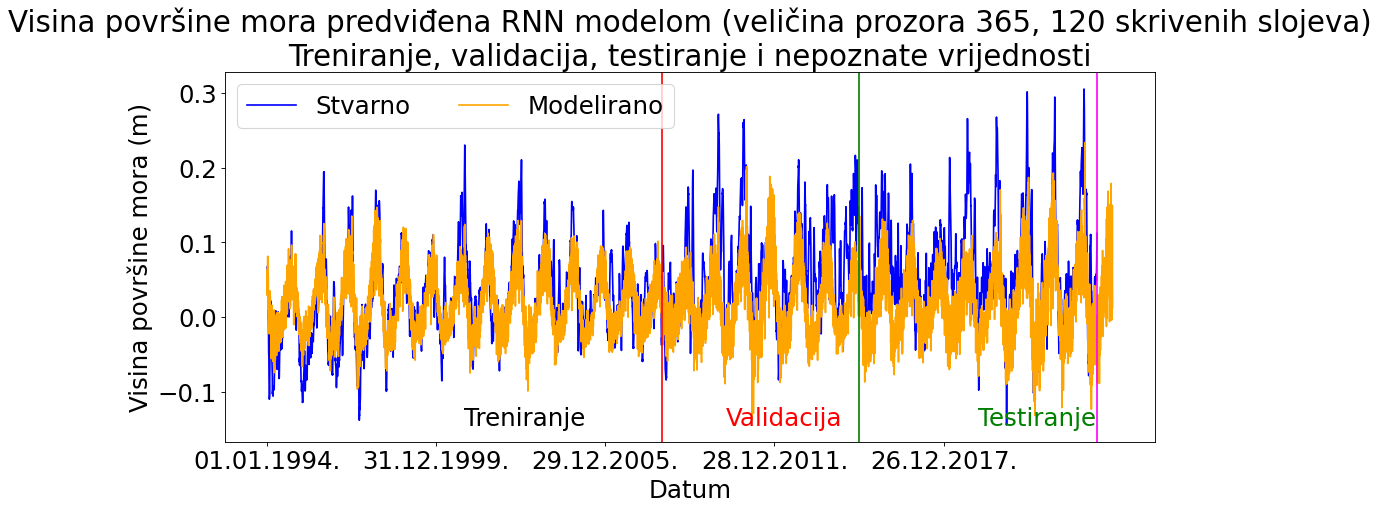 Visina površine mora predviđena RNN modelom (veličina prozora 365, 120 skrivenih slojeva)
Treniranje, validacija, testiranje i nepoznate vrijednosti
Stvarno Modelirano
Visina površine mora (m)
0.3
0.2
0.1
0.0
−0.1
Treniranje Validacija Testiranje
01.01.1994. 31.12.1999. 29.12.2005. 28.12.2011. 26.12.2017.
Datum